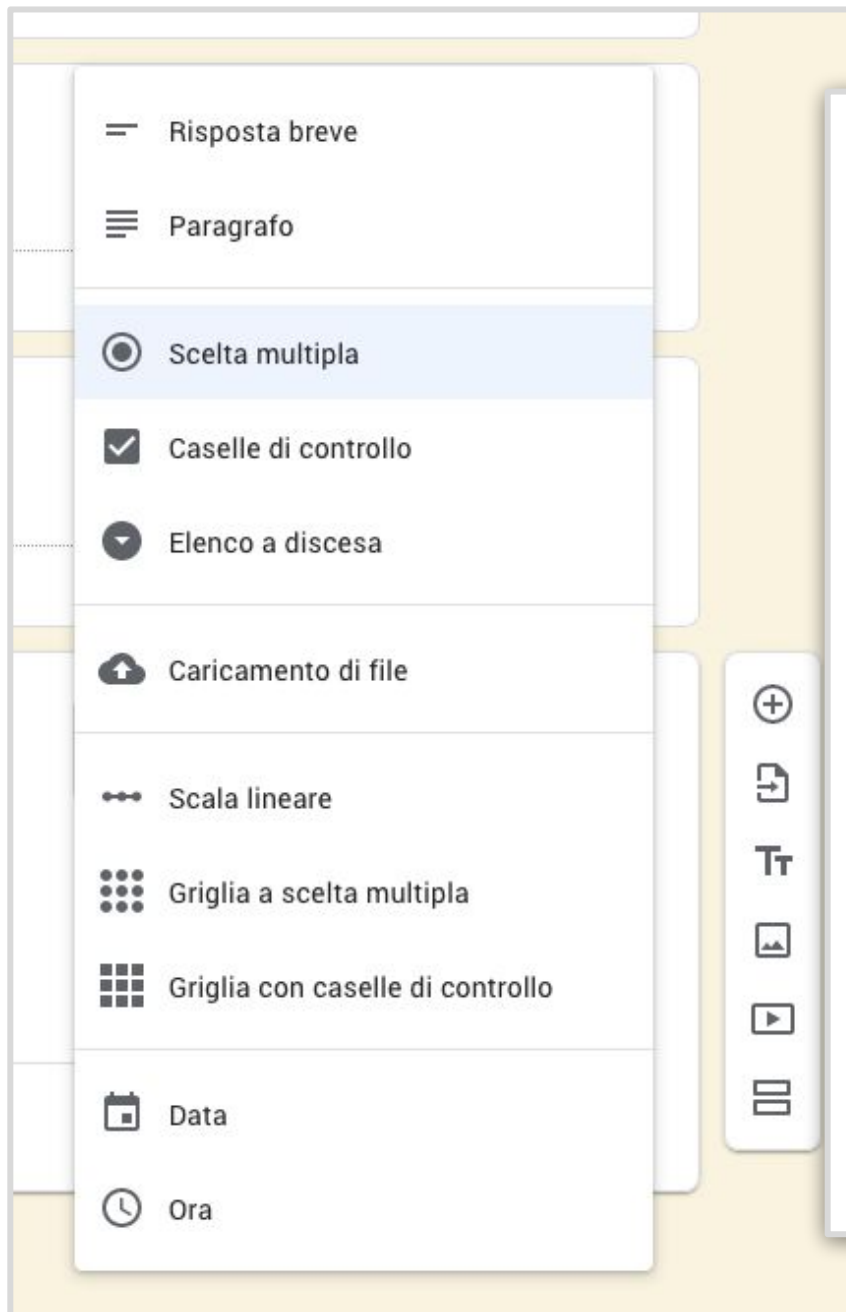 Risposta breve
Paragrafo
Scelta multipla
Caselle di controllo
Elenco a discesa
Caricamento di file
Scala lineare
Griglia a scelta multipla
Griglia con caselle di controllo
Data
Ora
Tт